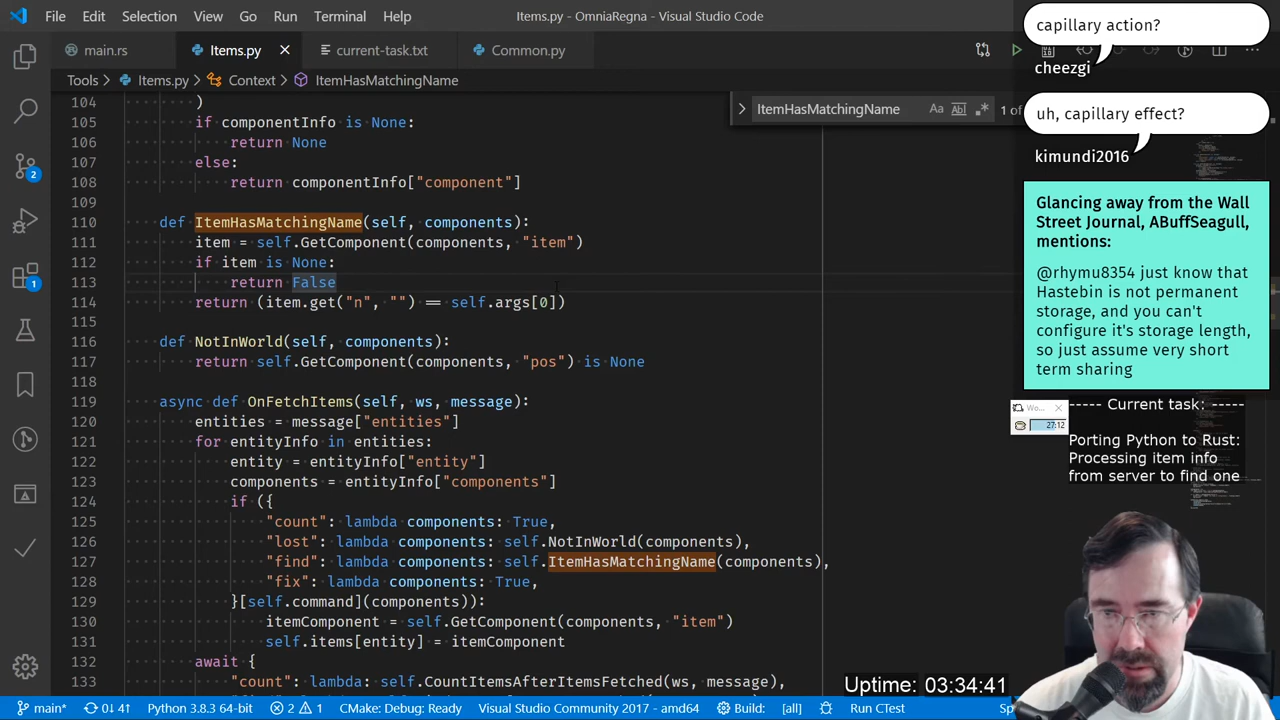 File Edit Selection View Go Run Terminal Help
Items.py - OmniaRegna - Visual Studio Code
main.rs Items.py current-task.txt Common.py
Tools > Items.py > Context > ItemHasMatchingName
ItemHasMatchingName
1 of
104 )
105 if componentInfo is None:
106 return None
107 else:
108 return componentInfo["component"]
109
110 def ItemHasMatchingName(self, components):
111 item = self.GetComponent(components, "item")
112 if item is None:
113 return False
114 return (item.get("n", "") == self.args[0])
115
116 def NotInWorld(self, components):
117 return self.GetComponent(components, "pos") is None
118
119 async def OnFetchItems(self, ws, message):
120 entities = message["entities"]
121 for entityInfo in entities:
122 entity = entityInfo["entity"]
123 components = entityInfo["components"]
124 if ({
125 "count": lambda components: True,
126 "lost": lambda components: self.NotInWorld(components),
127 "find": lambda components: self.ItemHasMatchingName(components),
128 "fix": lambda components: True,
129 }[self.command](components)):
130 itemComponent = self.GetComponent(components, "item")
131 self.items[entity] = itemComponent
132 await {
133 "count": lambda: self.CountItemsAfterItemsFetched(ws, message),
capillary action?
cheezgi
uh, capillary effect?
kimundi2016
Glancing away from the Wall
Street Journal, ABuffSeagull,
mentions:
@rhymu8354 just know that
Hastebin is not permanent
storage, and you can't
configure it's storage length,
so just assume very short
term sharing
Wo...
27:12
----- Current task: -----
Porting Python to Rust:
Processing item info
from server to find one
Uptime: 03:34:41
2
1
main* 0↓ 4↑ Python 3.8.3 64-bit 2 1 CMake: Debug: Ready Visual Studio Community 2017 - amd64 Build: [all] Run CTest